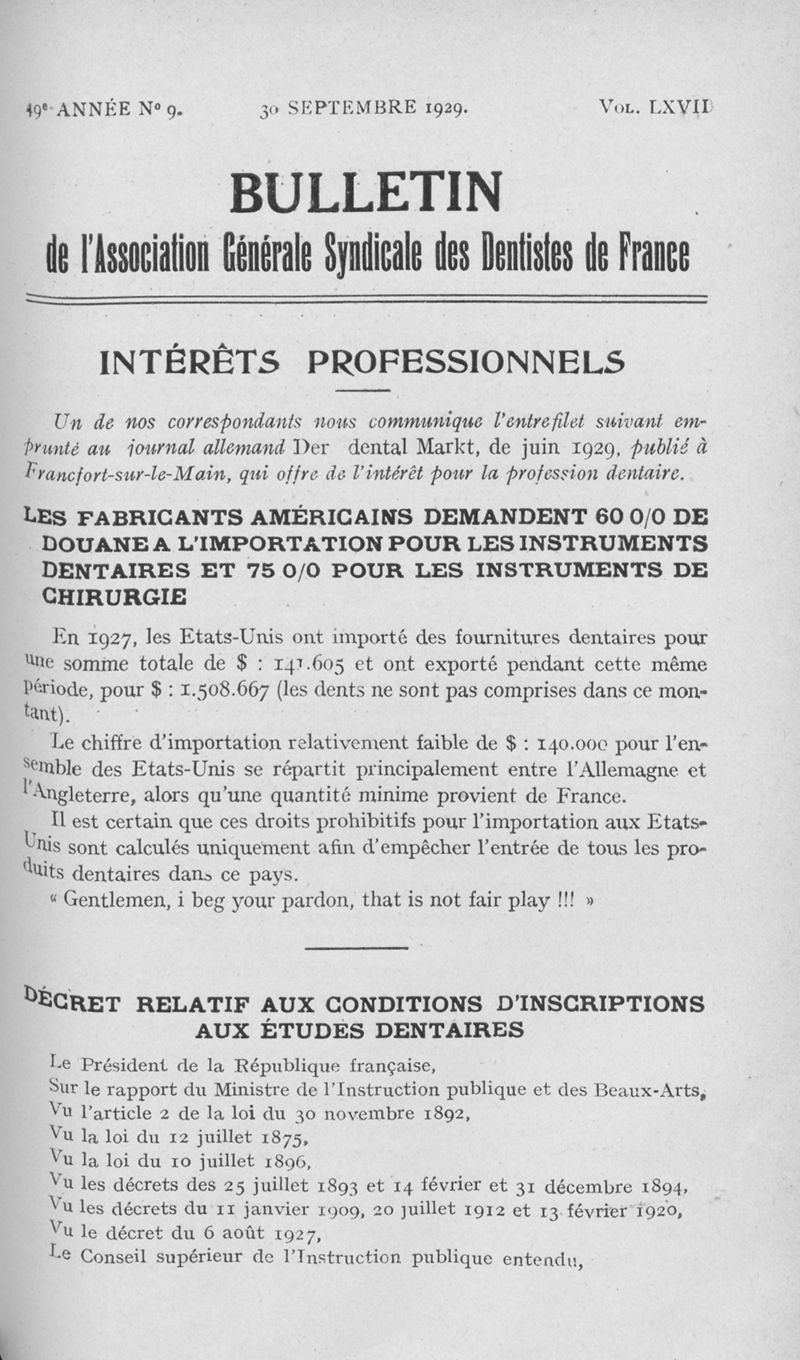 49e ANNÉE No 9. 30 SEPTEMBRE 1929. VOL. LXVII
BULLETIN
de l'Association Générale Syndicale des Dentistes de France
INTÉRÊTS PROFESSIONNELS
Un de nos correspondants nous communique l'entrefilet suivant em-
prunté au journal allemand Der dental Markt, de juin 1929, publié à
Francfort-sur-le-Main, qui offre de l'intérêt pour la profession dentaire.
LES FABRICANTS AMÉRICAINS DEMANDENT 60 0/0 DE
DOUANE A L'IMPORTATION POUR LES INSTRUMENTS
DENTAIRES ET 75 0/0 POUR LES INSTRUMENTS DE
CHIRURGIE
En 1927, les Etats-Unis ont importé des fournitures dentaires pour
une somme totale de $ : 141.605 et ont exporté pendant cette même
période, pour $ : 1.508.667 (les dents ne sont pas comprises dans ce mon-
tant).
Le chiffre d'importation relativement faible de $ : 140.000 pour l'en-
semble des Etats-Unis se répartit principalement entre l'Allemagne et
l'Angleterre, alors qu'une quantité minime provient de France.
Il est certain que ces droits prohibitifs pour l'importation aux Etats-
Unis sont calculés uniquement afin d'empêcher l'entrée de tous les pro-
duits dentaires dans ce pays.
« Gentlemen, i beg your pardon, that is not fair play !!! »
DÉCRET RELATIF AUX CONDITIONS D'INSCRIPTIONS
AUX ÉTUDES DENTAIRES
Le Président de la République française,
Sur le rapport du Ministre de l'Instruction publique et des Beaux-Arts,
Vu l'article 2 de la loi du 30 novembre 1892,
Vu la loi du 12 juillet 1875,
Vu la loi du 10 juillet 1896,
Vu les décrets des 25 juillet 1893 et 14 février et 31 décembre 1894,
Vu les décrets du 11 janvier 1909, 20 juillet 1912 et 13 février 1920,
Vu le décret du 6 août 1927,
Le Conseil supérieur de l'Instruction publique entendu,